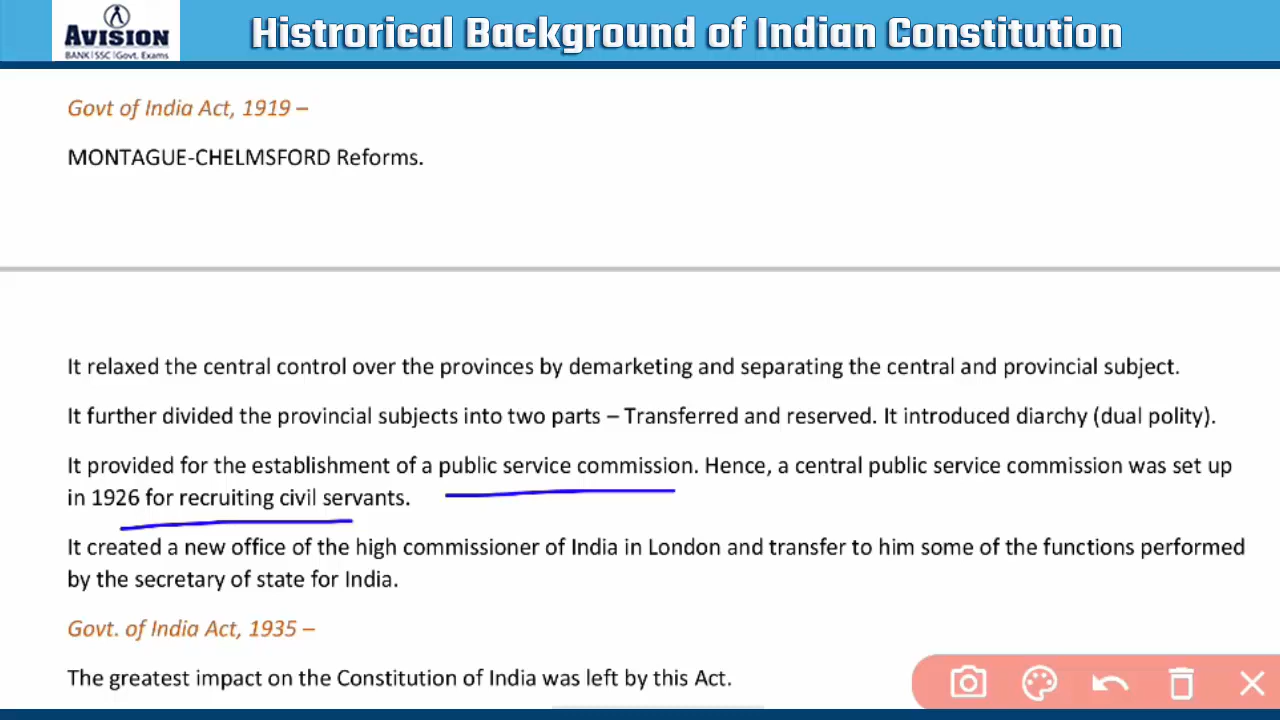 AVISION
BANK|SSC|Govt. Exams
Histrorical Background of Indian Constitution
Govt of India Act, 1919 –
MONTAGUE-CHELMSFORD Reforms.
It relaxed the central control over the provinces by demarketing and separating the central and provincial subject.
It further divided the provincial subjects into two parts – Transferred and reserved. It introduced diarchy (dual polity).
It provided for the establishment of a public service commission. Hence, a central public service commission was set up
in 1926 for recruiting civil servants.
It created a new office of the high commissioner of India in London and transfer to him some of the functions performed
by the secretary of state for India.
Govt. of India Act, 1935 –
The greatest impact on the Constitution of India was left by this Act.